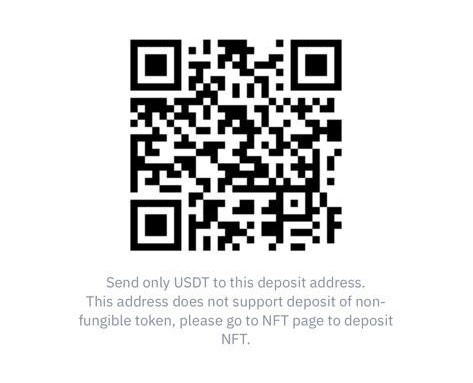 TCjHtUZDNcyctstwokGXHNU2Hqk4ANm71t
Send only USDT to this deposit address.
This address does not support deposit of non-
fungible token, please go to NFT page to deposit
NFT.